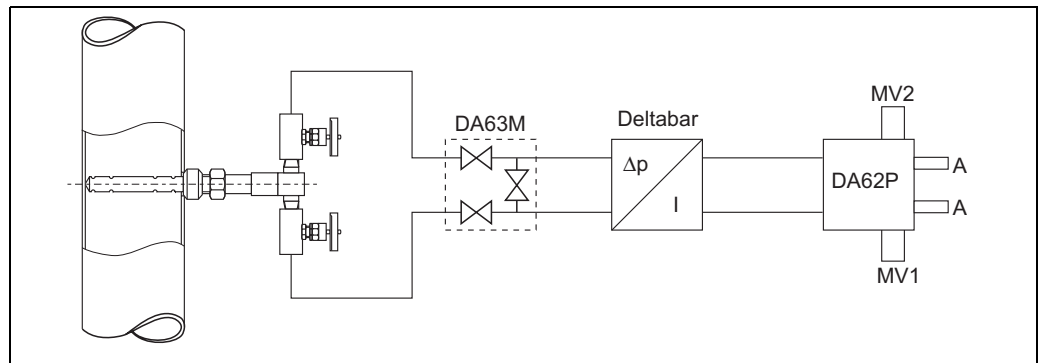 MV2
DA63M
Deltabar
Δp
I
DA62P
A
A
MV1